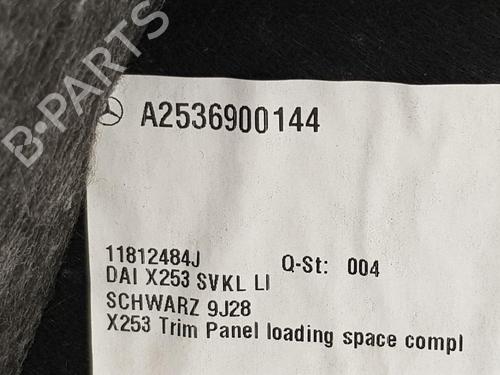 B-PARTS
A2536900144
11812484J Q-St: 004
DAI X253 SVKL LI
SCHWARZ 9J28
X253 Trim Panel loading space compl